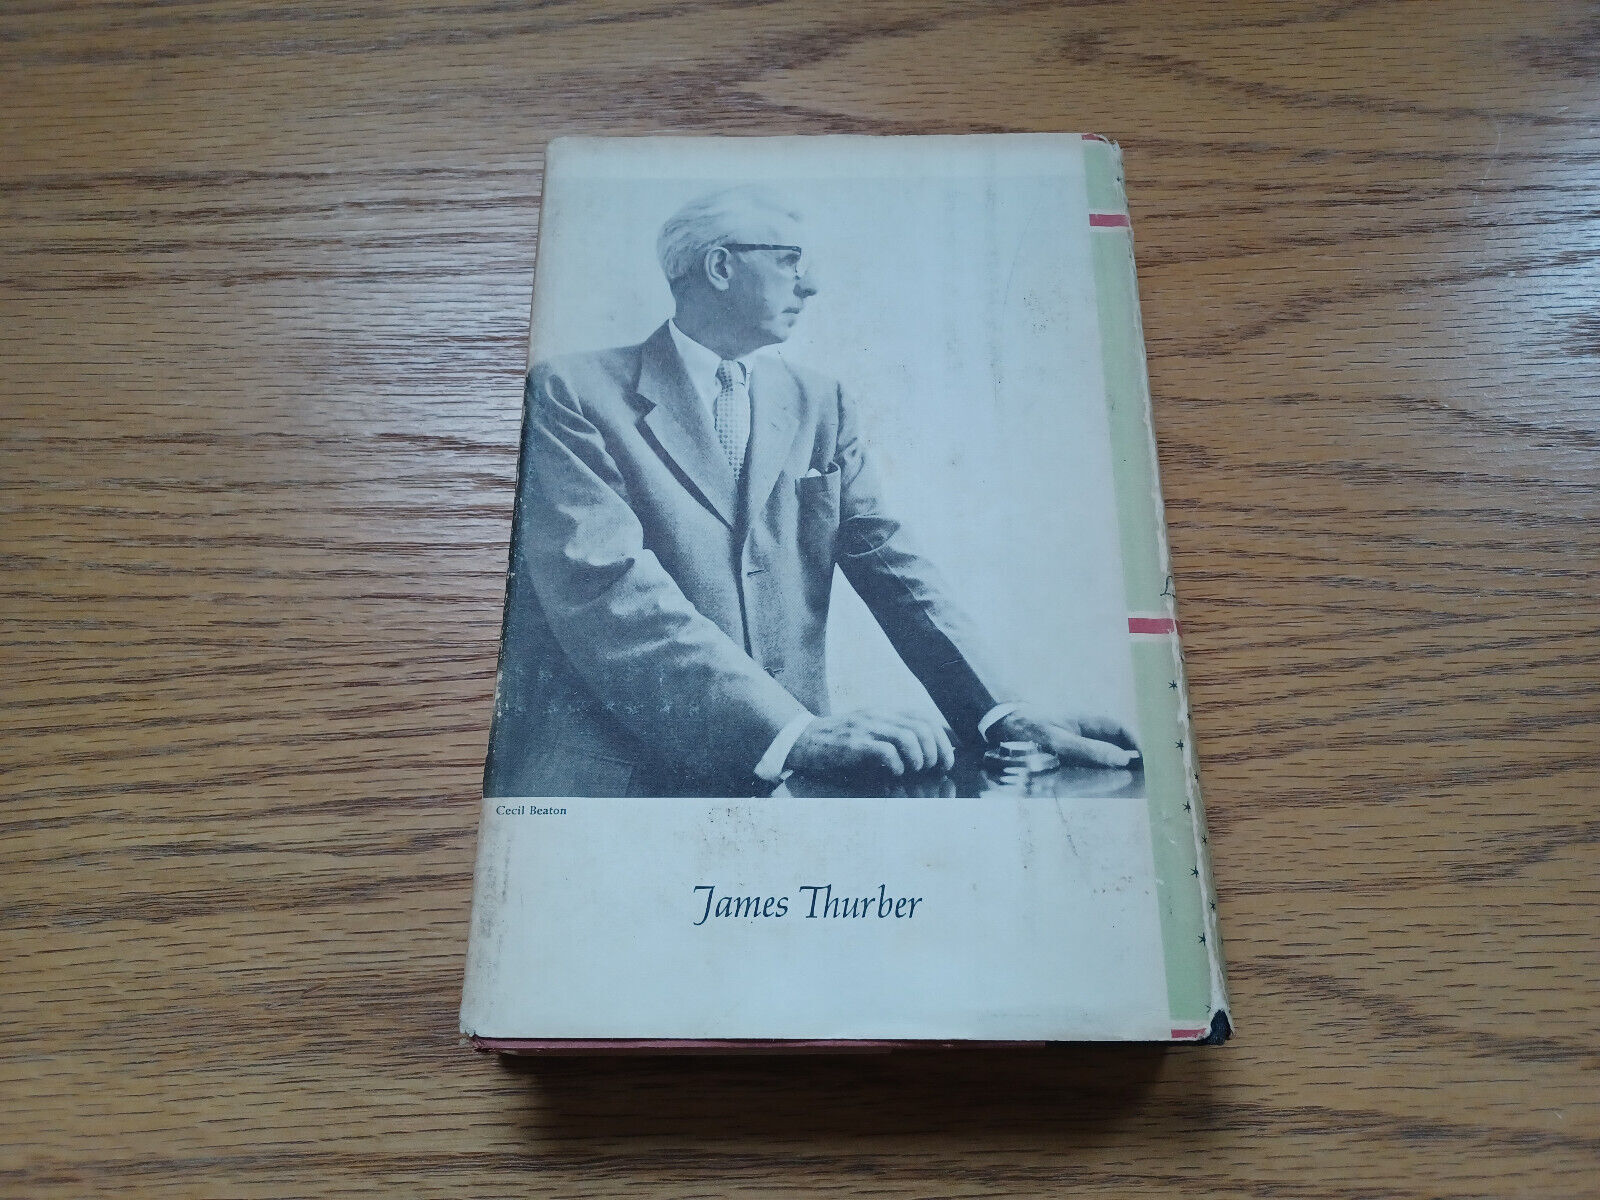 Cecil Beaton
James Thurber